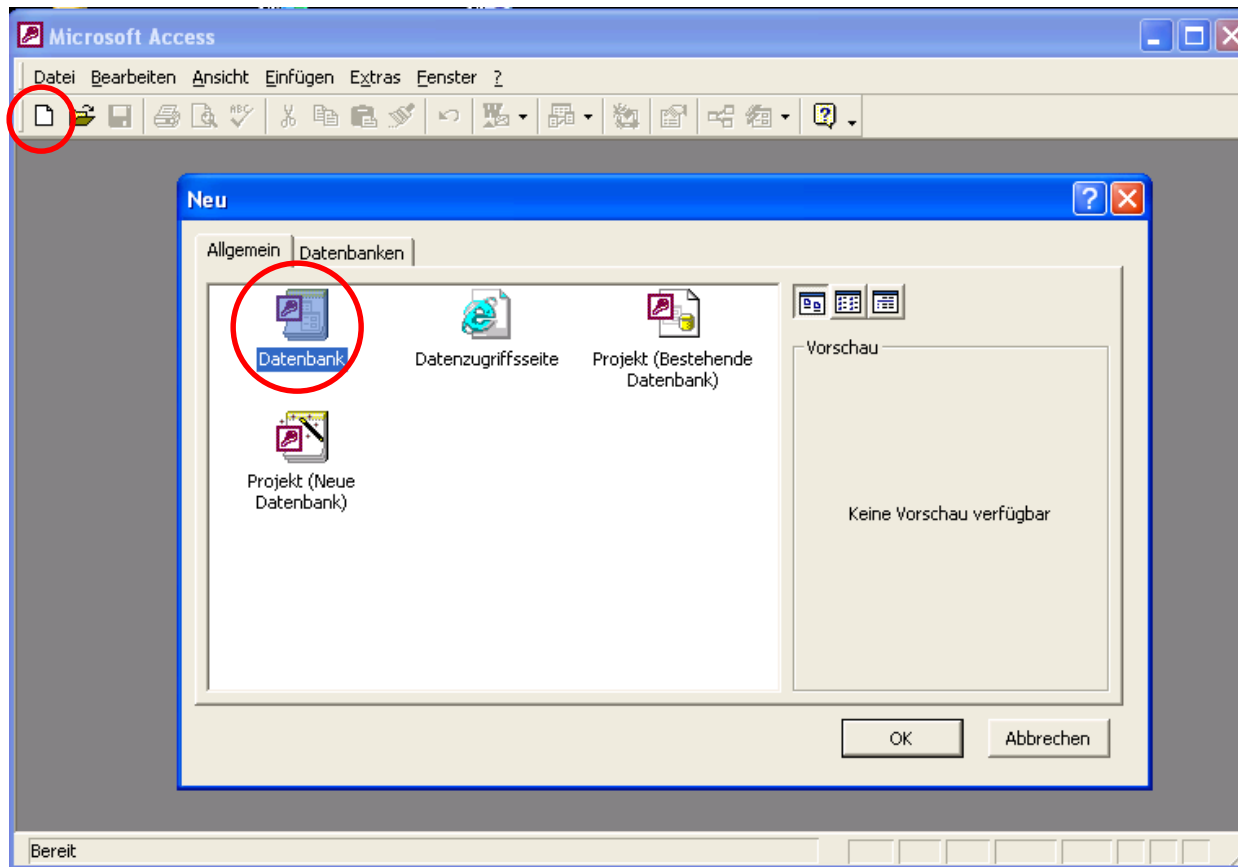 Microsoft Access
Datei Bearbeiten Ansicht Einfügen Extras Fenster ?
Neu
Allgemein Datenbanken
Datenbank Datenzugriffsseite Projekt (Bestehende
Datenbank)
Vorschau
Projekt (Neue
Datenbank)
Keine Vorschau verfügbar
OK Abbrechen
Bereit